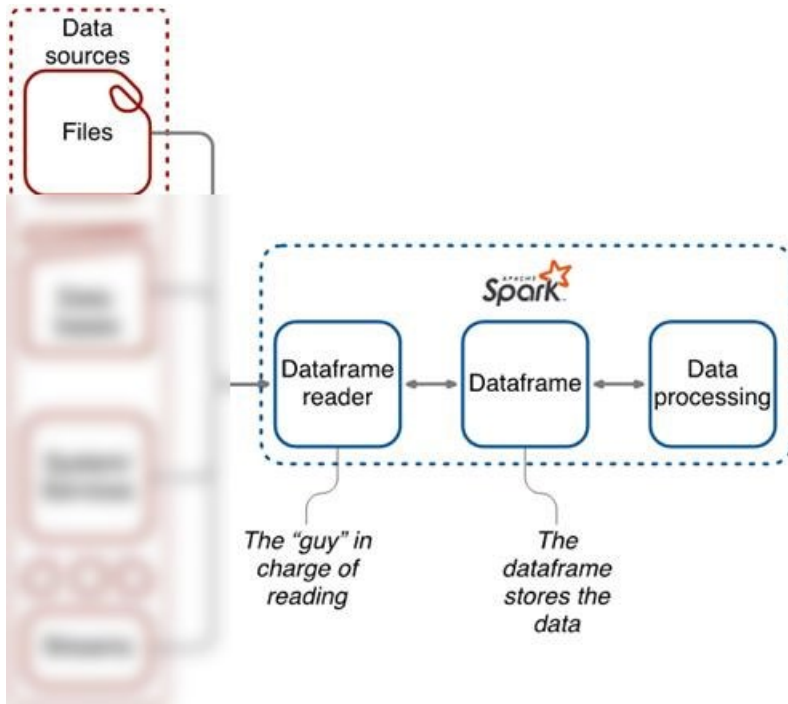 Data
sources
Files
APACHE
Spark
Dataframe
reader
Dataframe
Data
processing
The “guy” in
charge of
reading
The
dataframe
stores the
data